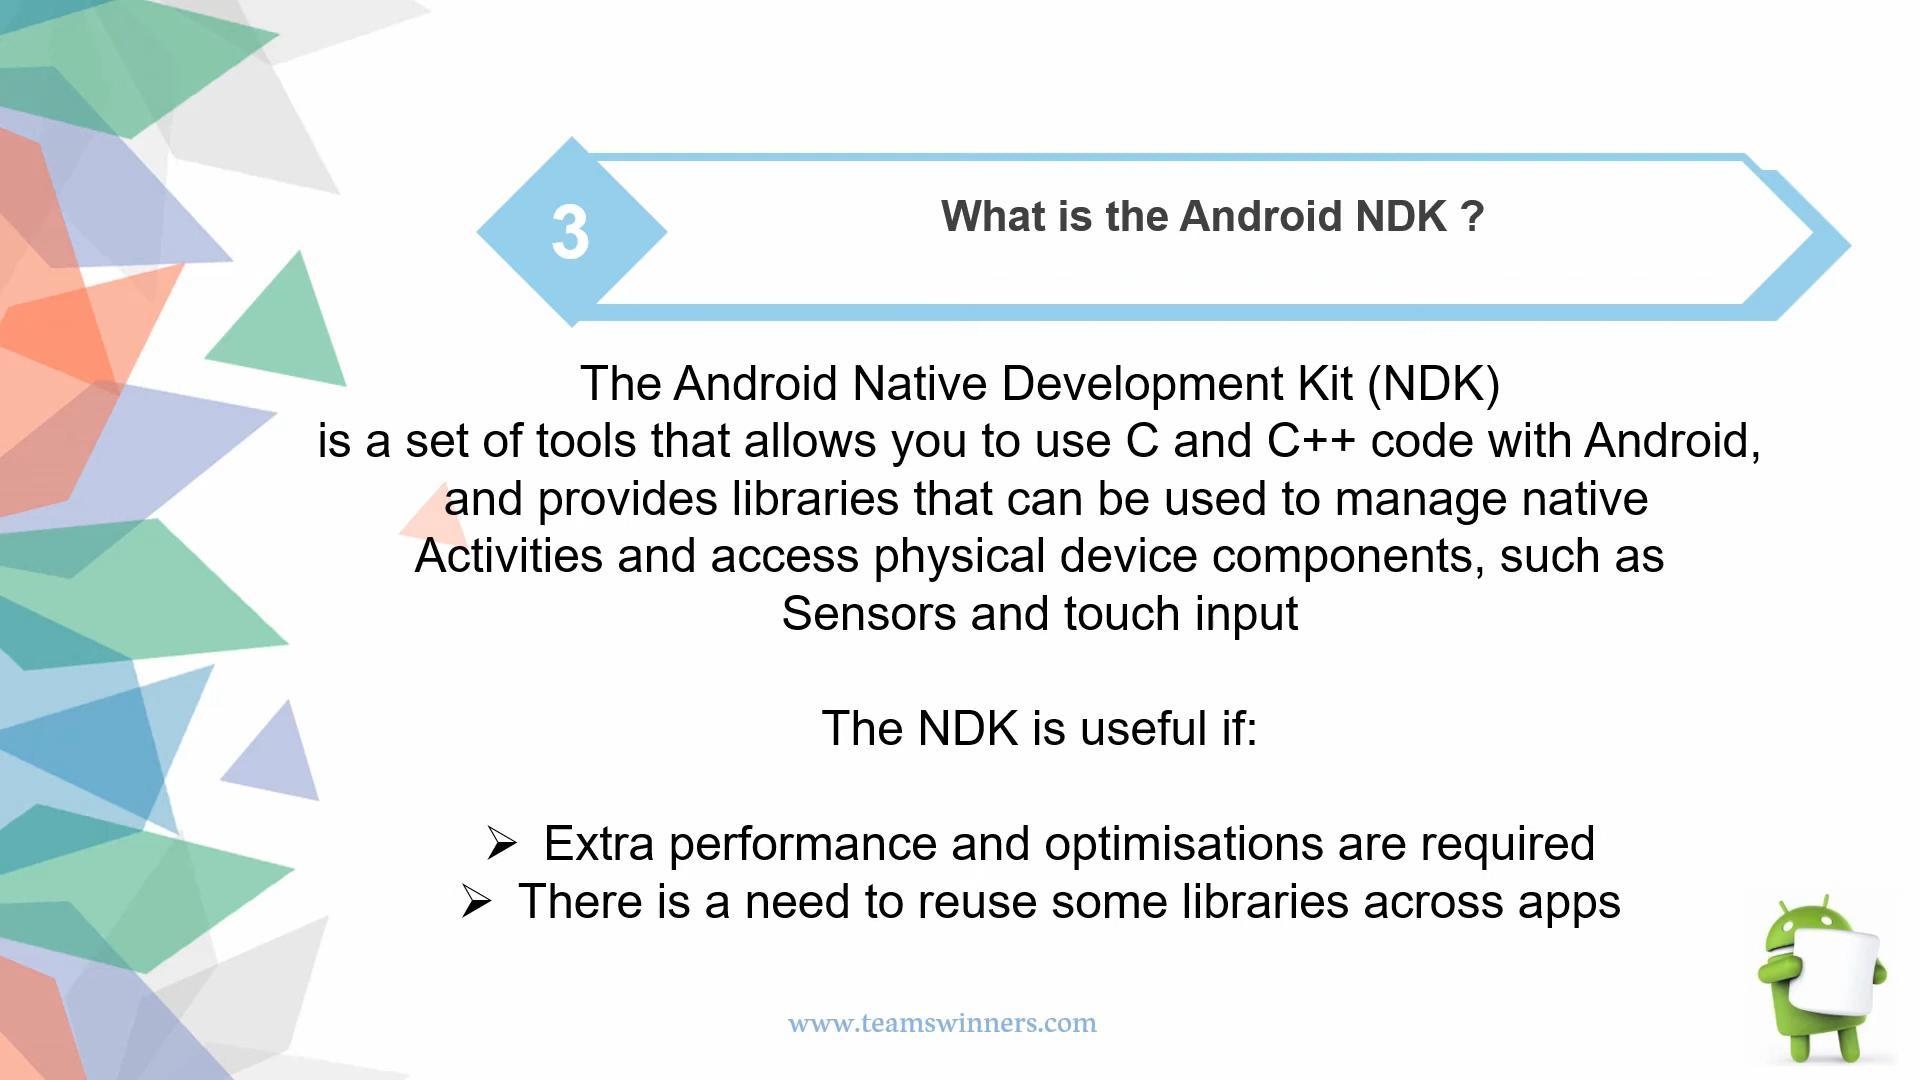 3
What is the Android NDK ?
The Android Native Development Kit (NDK)
is a set of tools that allows you to use C and C++ code with Android,
and provides libraries that can be used to manage native
Activities and access physical device components, such as
Sensors and touch input
The NDK is useful if:
➢ Extra performance and optimisations are required
➢ There is a need to reuse some libraries across apps
www.teamswinners.com